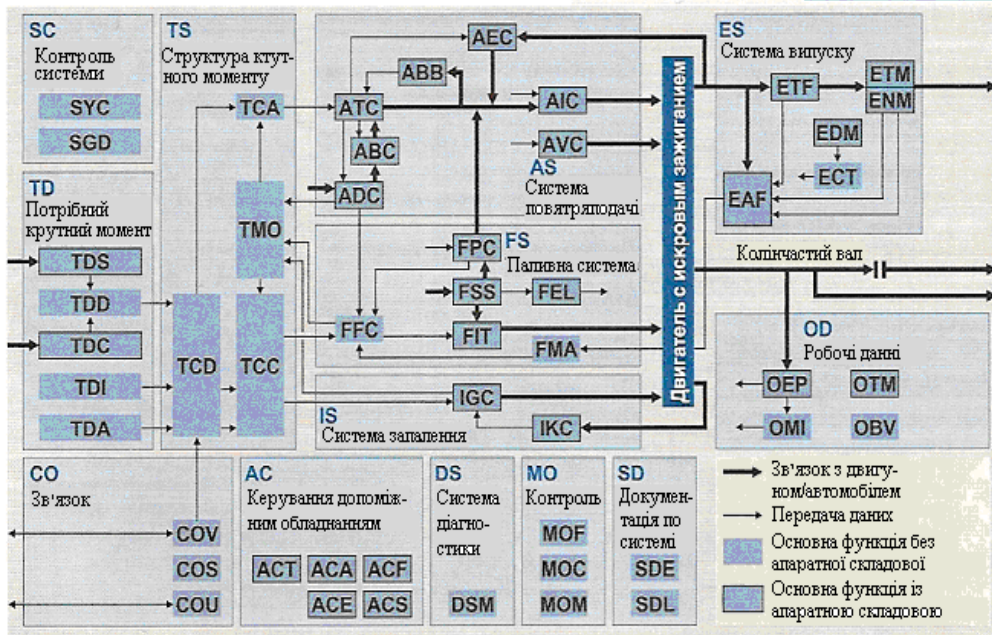 SC
Контроль
системи
SYC
SGD
TS
Структура ктут-
ного моменту
TCA
TMO
TCD
TCC
TD
Потрібний
крутний момент
TDS
TDD
TDC
TDI
TDA
AEC
ABB
ATC
AIC
ABC
AVC
ADC
AS
Система
повятряподачі
FS
Паливна система
FPC
FSS
FEL
FFC
FIT
FMA
IS
Система запалення
IGC
IKC
Двигатель с искровым зажиганием
ES
Система випуску
ETF
ETM
ENM
EDM
ECT
EAF
Колінчастий вал
OD
Робочі данні
OEP
OTM
OMI
OBV
CO
Зв'язок
COV
COS
COU
AC
Керування допоміж-
ним обладнанням
ACT
ACA
ACF
ACE
ACS
DS
Система
діагно-
стики
DSM
MO
Контроль
MOF
MOC
MOM
SD
Докумен-
тація по
системі
SDE
SDL
Зв'язок з двигу-
ном/автомобілем
Передача даних
Основна функція без
апаратної складової
Основна функція із
апаратною складовою